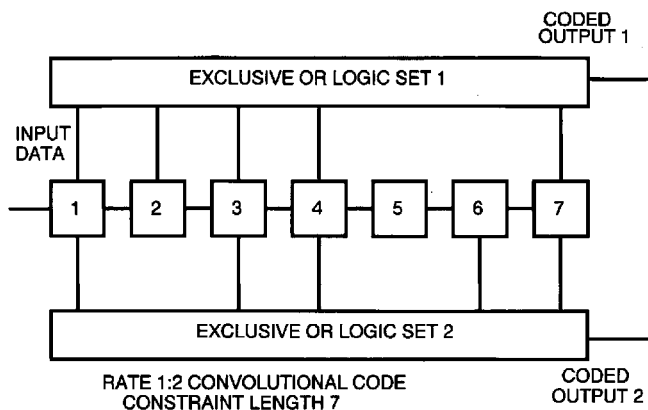 CODED
OUTPUT 1
EXCLUSIVE OR LOGIC SET 1
INPUT
DATA
1 2 3 4 5 6 7
EXCLUSIVE OR LOGIC SET 2
RATE 1:2 CONVOLUTIONAL CODE
CONSTRAINT LENGTH 7
CODED
OUTPUT 2